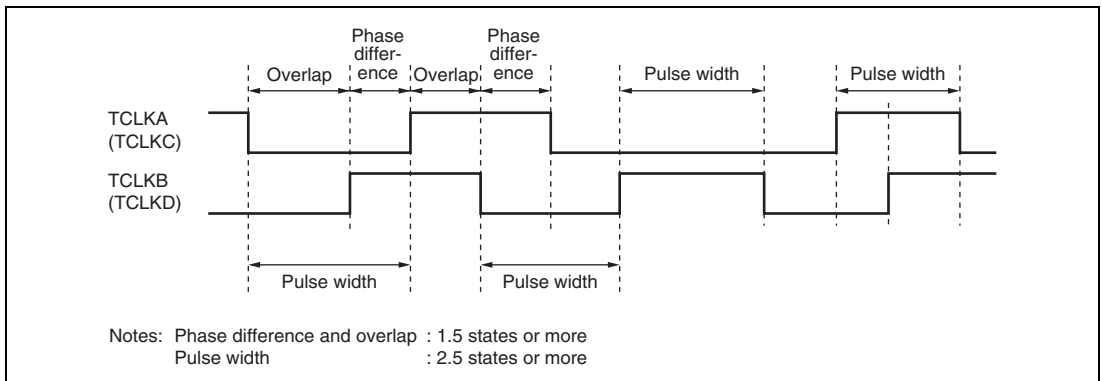 Phase
differ-
ence
Overlap
Overlap
Phase
differ-
ence
Pulse width
Pulse width
TCLKA
(TCLKC)
TCLKB
(TCLKD)
Pulse width
Pulse width
Notes: Phase difference and overlap : 1.5 states or more
Pulse width : 2.5 states or more